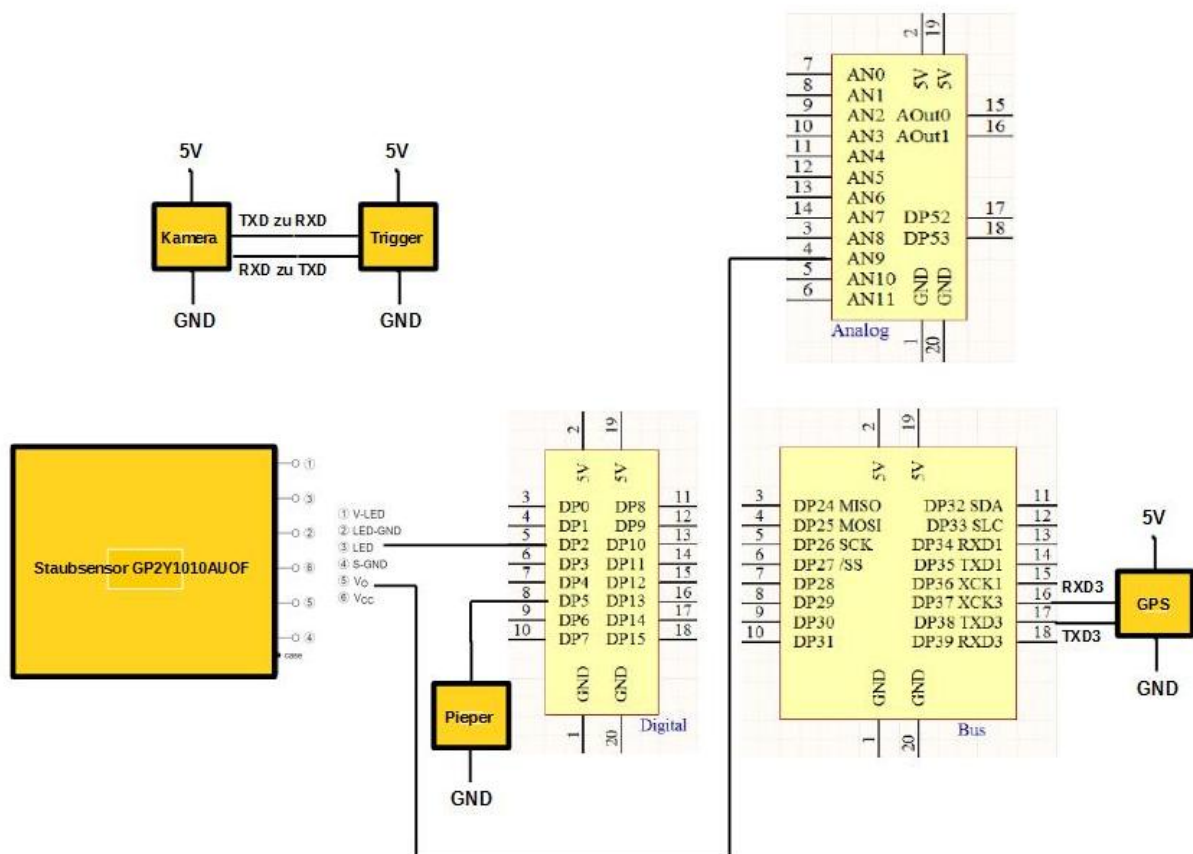 5V
5V
Kamera
TXD zu RXD
RXD zu TXD
Trigger
GND
GND
2
19
5V
5V
7
AN0
8
AN1
9
AN2
AOut0
15
10
AN3
AOut1
16
11
AN4
12
AN5
13
AN6
14
AN7
DP52
17
3
AN8
DP53
18
4
AN9
5
AN10
6
AN11
GND
GND
Analog
1
20
Staubsensor GP2Y1010AUOF
①
③
②
⑥
⑤
④
case
① V-LED
② LED-GND
③ LED
④ S-GND
⑤ VO
⑥ VCC
2
19
5V
5V
3
DP0
DP8
11
4
DP1
DP9
12
5
DP2
DP10
13
6
DP3
DP11
14
7
DP4
DP12
15
8
DP5
DP13
16
9
DP6
DP14
17
10
DP7
DP15
18
GND
GND
Digital
1
20
Pieper
GND
2
19
5V
5V
3
DP24 MISO
DP32 SDA
11
4
DP25 MOSI
DP33 SLC
12
5
DP26 SCK
DP34 RXD1
13
6
DP27 /SS
DP35 TXD1
14
7
DP28
DP36 XCK1
15
8
DP29
DP37 XCK3
16
9
DP30
DP38 TXD3
17
10
DP31
DP39 RXD3
18
GND
GND
Bus
1
20
RXD3
TXD3
5V
GPS
GND